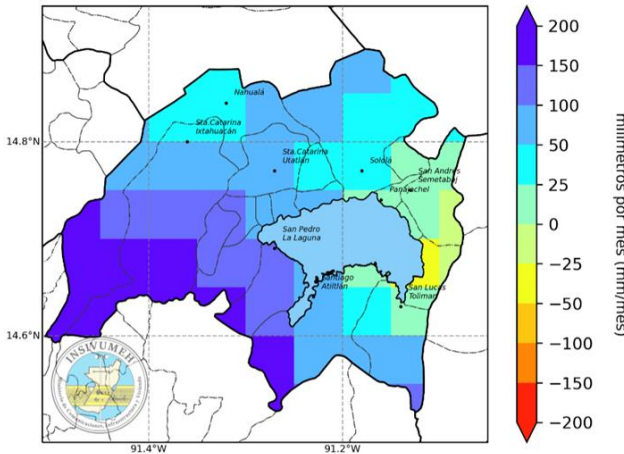 Nahualá
Sta.Catarina
Ixtahuacán
Sta.Catarina
Utatlán
Sololá
San Andrés
Semetabaj
Panajachel
San Pedro
La Laguna
Santiago
Atitlán
San Lucas
Tolimán
14.8°N
14.6°N
91.4°W
91.2°W
INSIVUMEH
200
150
100
50
25
0
−25
−50
−100
−150
−200
milímetros por mes (mm/mes)